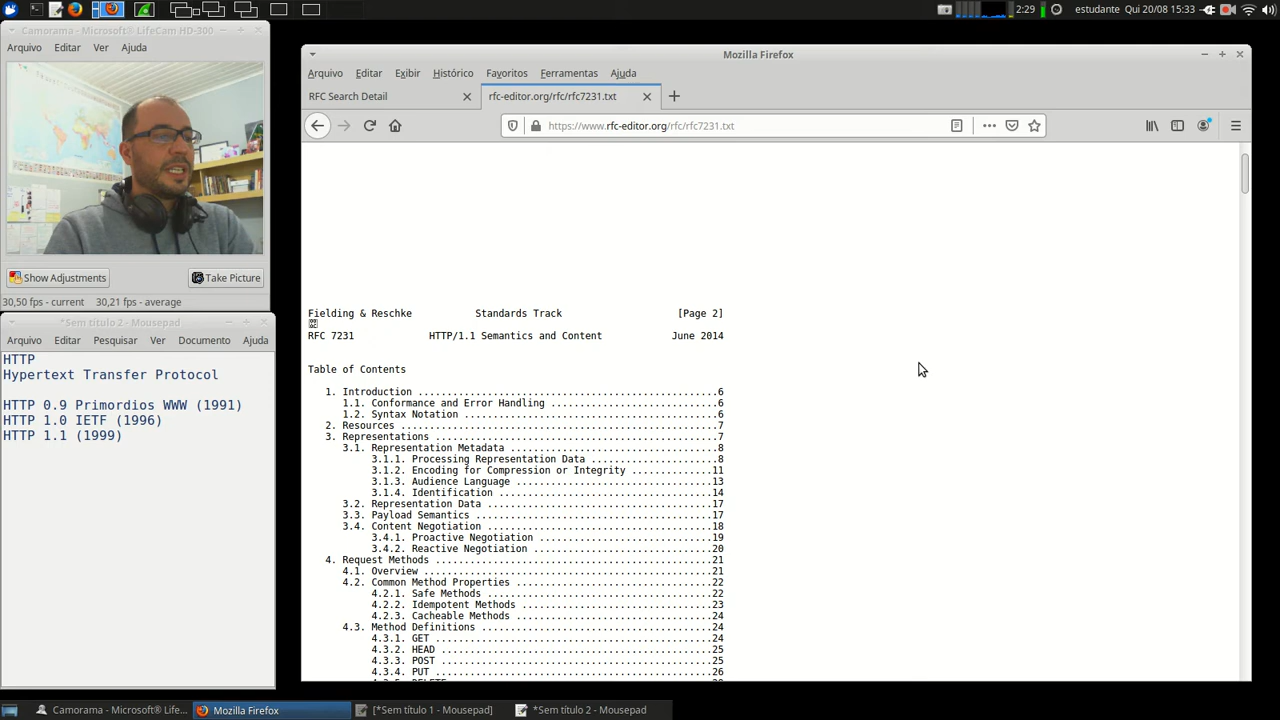 2:29
estudante
Qui 20/08 15:33
Camorama - Microsoft® LifeCam HD-300
Arquivo Editar Ver Ajuda
Show Adjustments
Take Picture
30,50 fps - current 30,21 fps - average
*Sem título 2 - Mousepad
Arquivo Editar Pesquisar Ver Documento Ajuda
HTTP
Hypertext Transfer Protocol
HTTP 0.9 Primordios WWW (1991)
HTTP 1.0 IETF (1996)
HTTP 1.1 (1999)
Mozilla Firefox
Arquivo Editar Exibir Histórico Favoritos Ferramentas Ajuda
RFC Search Detail
rfc-editor.org/rfc/rfc7231.txt
https://www.rfc-editor.org/rfc/rfc7231.txt
Fielding & Reschke Standards Track [Page 2]
RFC 7231 HTTP/1.1 Semantics and Content June 2014
Table of Contents
1. Introduction ..........................................6
1.1. Conformance and Error Handling ........................6
1.2. Syntax Notation .......................................6
2. Resources .............................................7
3. Representations .......................................7
3.1. Representation Metadata ...............................8
3.1.1. Processing Representation Data ......................8
3.1.2. Encoding for Compression or Integrity ...............11
3.1.3. Audience Language ...................................13
3.1.4. Identification ......................................14
3.2. Representation Data ...................................17
3.3. Payload Semantics .....................................17
3.4. Content Negotiation ...................................18
3.4.1. Proactive Negotiation ...............................19
3.4.2. Reactive Negotiation ................................20
4. Request Methods .......................................21
4.1. Overview ..............................................21
4.2. Common Method Properties ..............................22
4.2.1. Safe Methods ........................................22
4.2.2. Idempotent Methods ..................................23
4.2.3. Cacheable Methods ...................................24
4.3. Method Definitions ....................................24
4.3.1. GET .................................................24
4.3.2. HEAD ................................................25
4.3.3. POST ................................................25
4.3.4. PUT .................................................26
Camorama - Microsoft® LifeC...
Mozilla Firefox
[*Sem título 1 - Mousepad]
*Sem título 2 - Mousepad